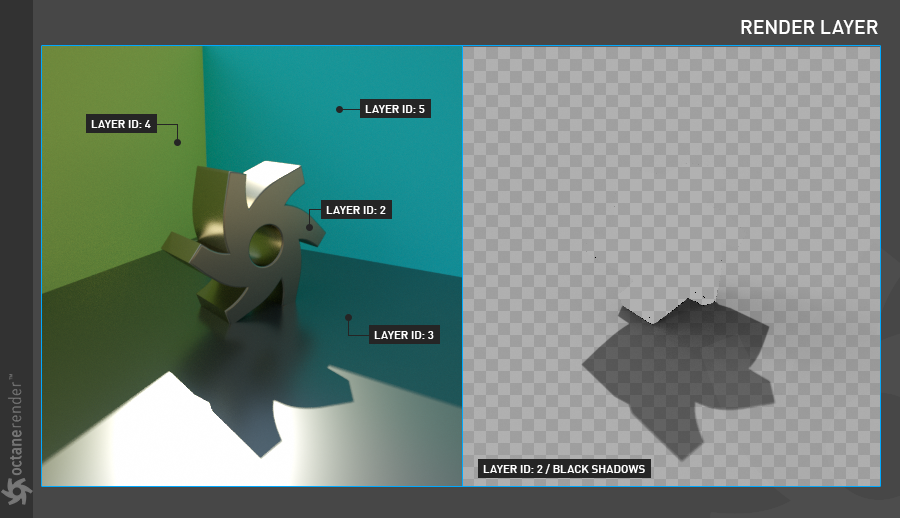 RENDER LAYER
LAYER ID: 5
LAYER ID: 4
LAYER ID: 2
LAYER ID: 3
LAYER ID: 2 / BLACK SHADOWS
octanerender™